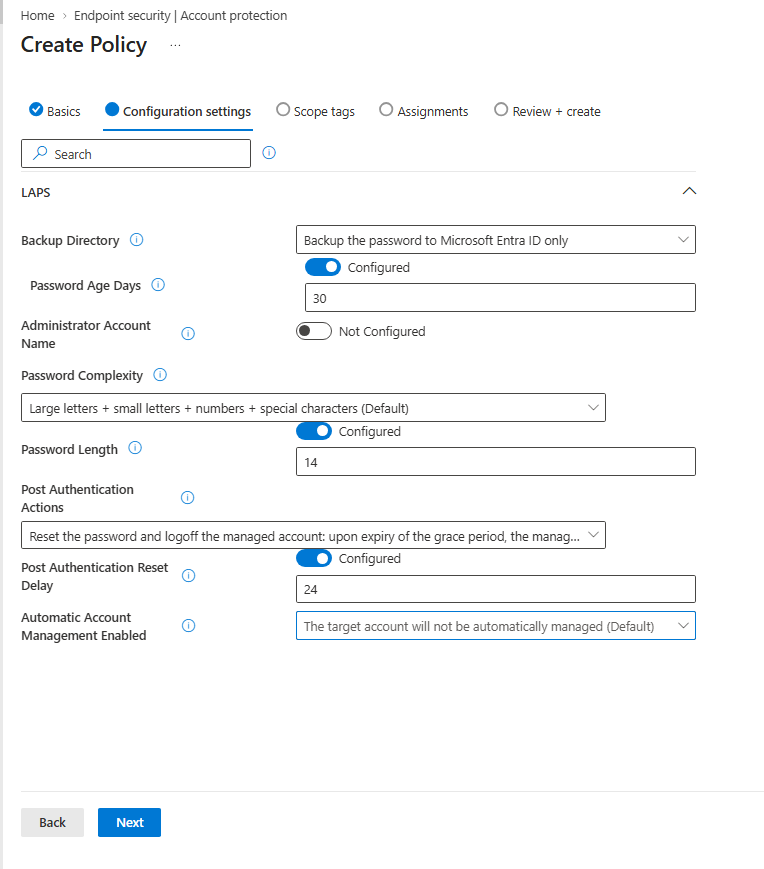 Home > Endpoint security | Account protection
Create Policy ...
Basics Configuration settings Scope tags Assignments Review + create
Search
LAPS
Backup Directory Backup the password to Microsoft Entra ID only
Configured
Password Age Days
30
Administrator Account
Name
Not Configured
Password Complexity
Large letters + small letters + numbers + special characters (Default)
Configured
Password Length
14
Post Authentication
Actions
Reset the password and logoff the managed account: upon expiry of the grace period, the manag...
Configured
Post Authentication Reset
Delay
24
Automatic Account
Management Enabled
The target account will not be automatically managed (Default)
Back Next